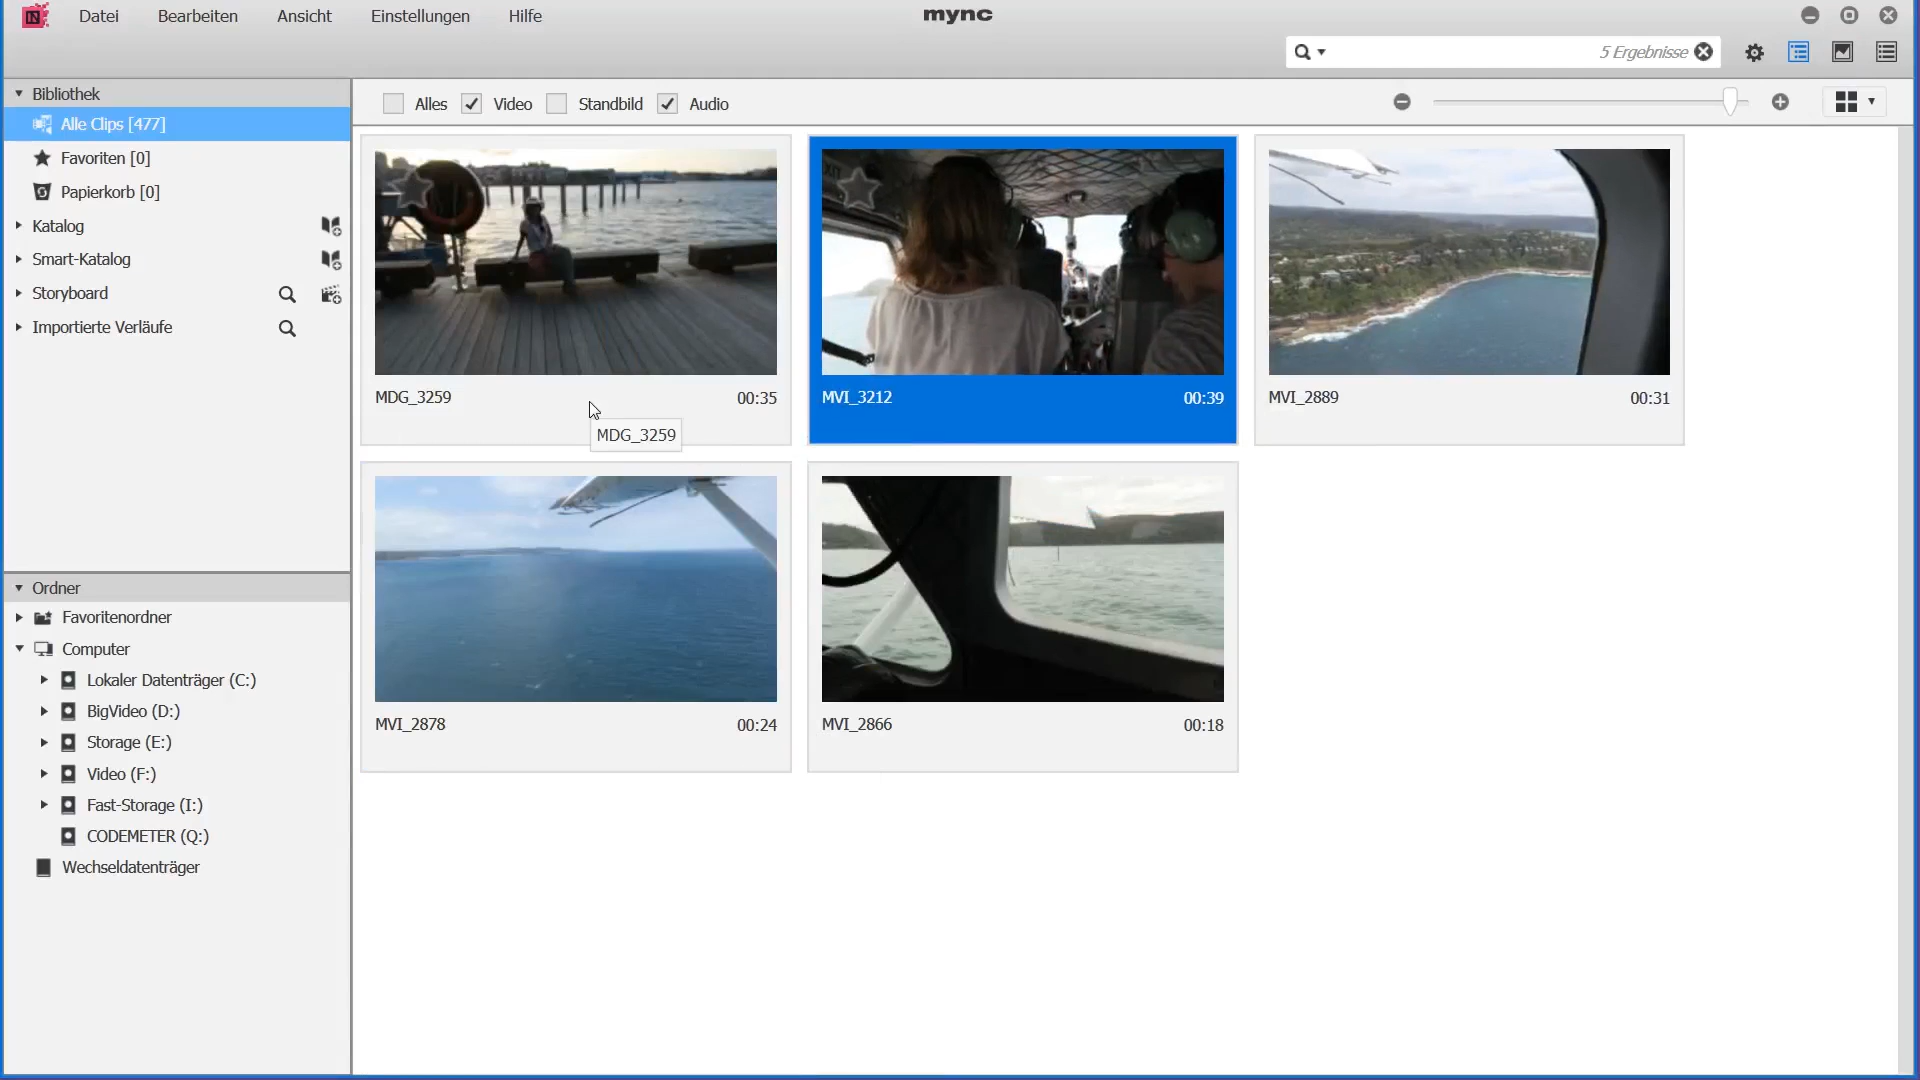 Datei Bearbeiten Ansicht Einstellungen Hilfe
mync
5 Ergebnisse
Bibliothek
Alle Clips [477]
Favoriten [0]
Papierkorb [0]
Katalog
Smart-Katalog
Storyboard
Importierte Verläufe
Ordner
Favoritenordner
Computer
Lokaler Datenträger (C:)
BigVideo (D:)
Storage (E:)
Video (F:)
Fast-Storage (I:)
CODEMETER (Q:)
Wechseldatenträger
Alles Video Standbild Audio
MDG_3259 00:35
MDG_3259
MVI_3212 00:39
MVI_2889 00:31
MVI_2878 00:24
MVI_2866 00:18